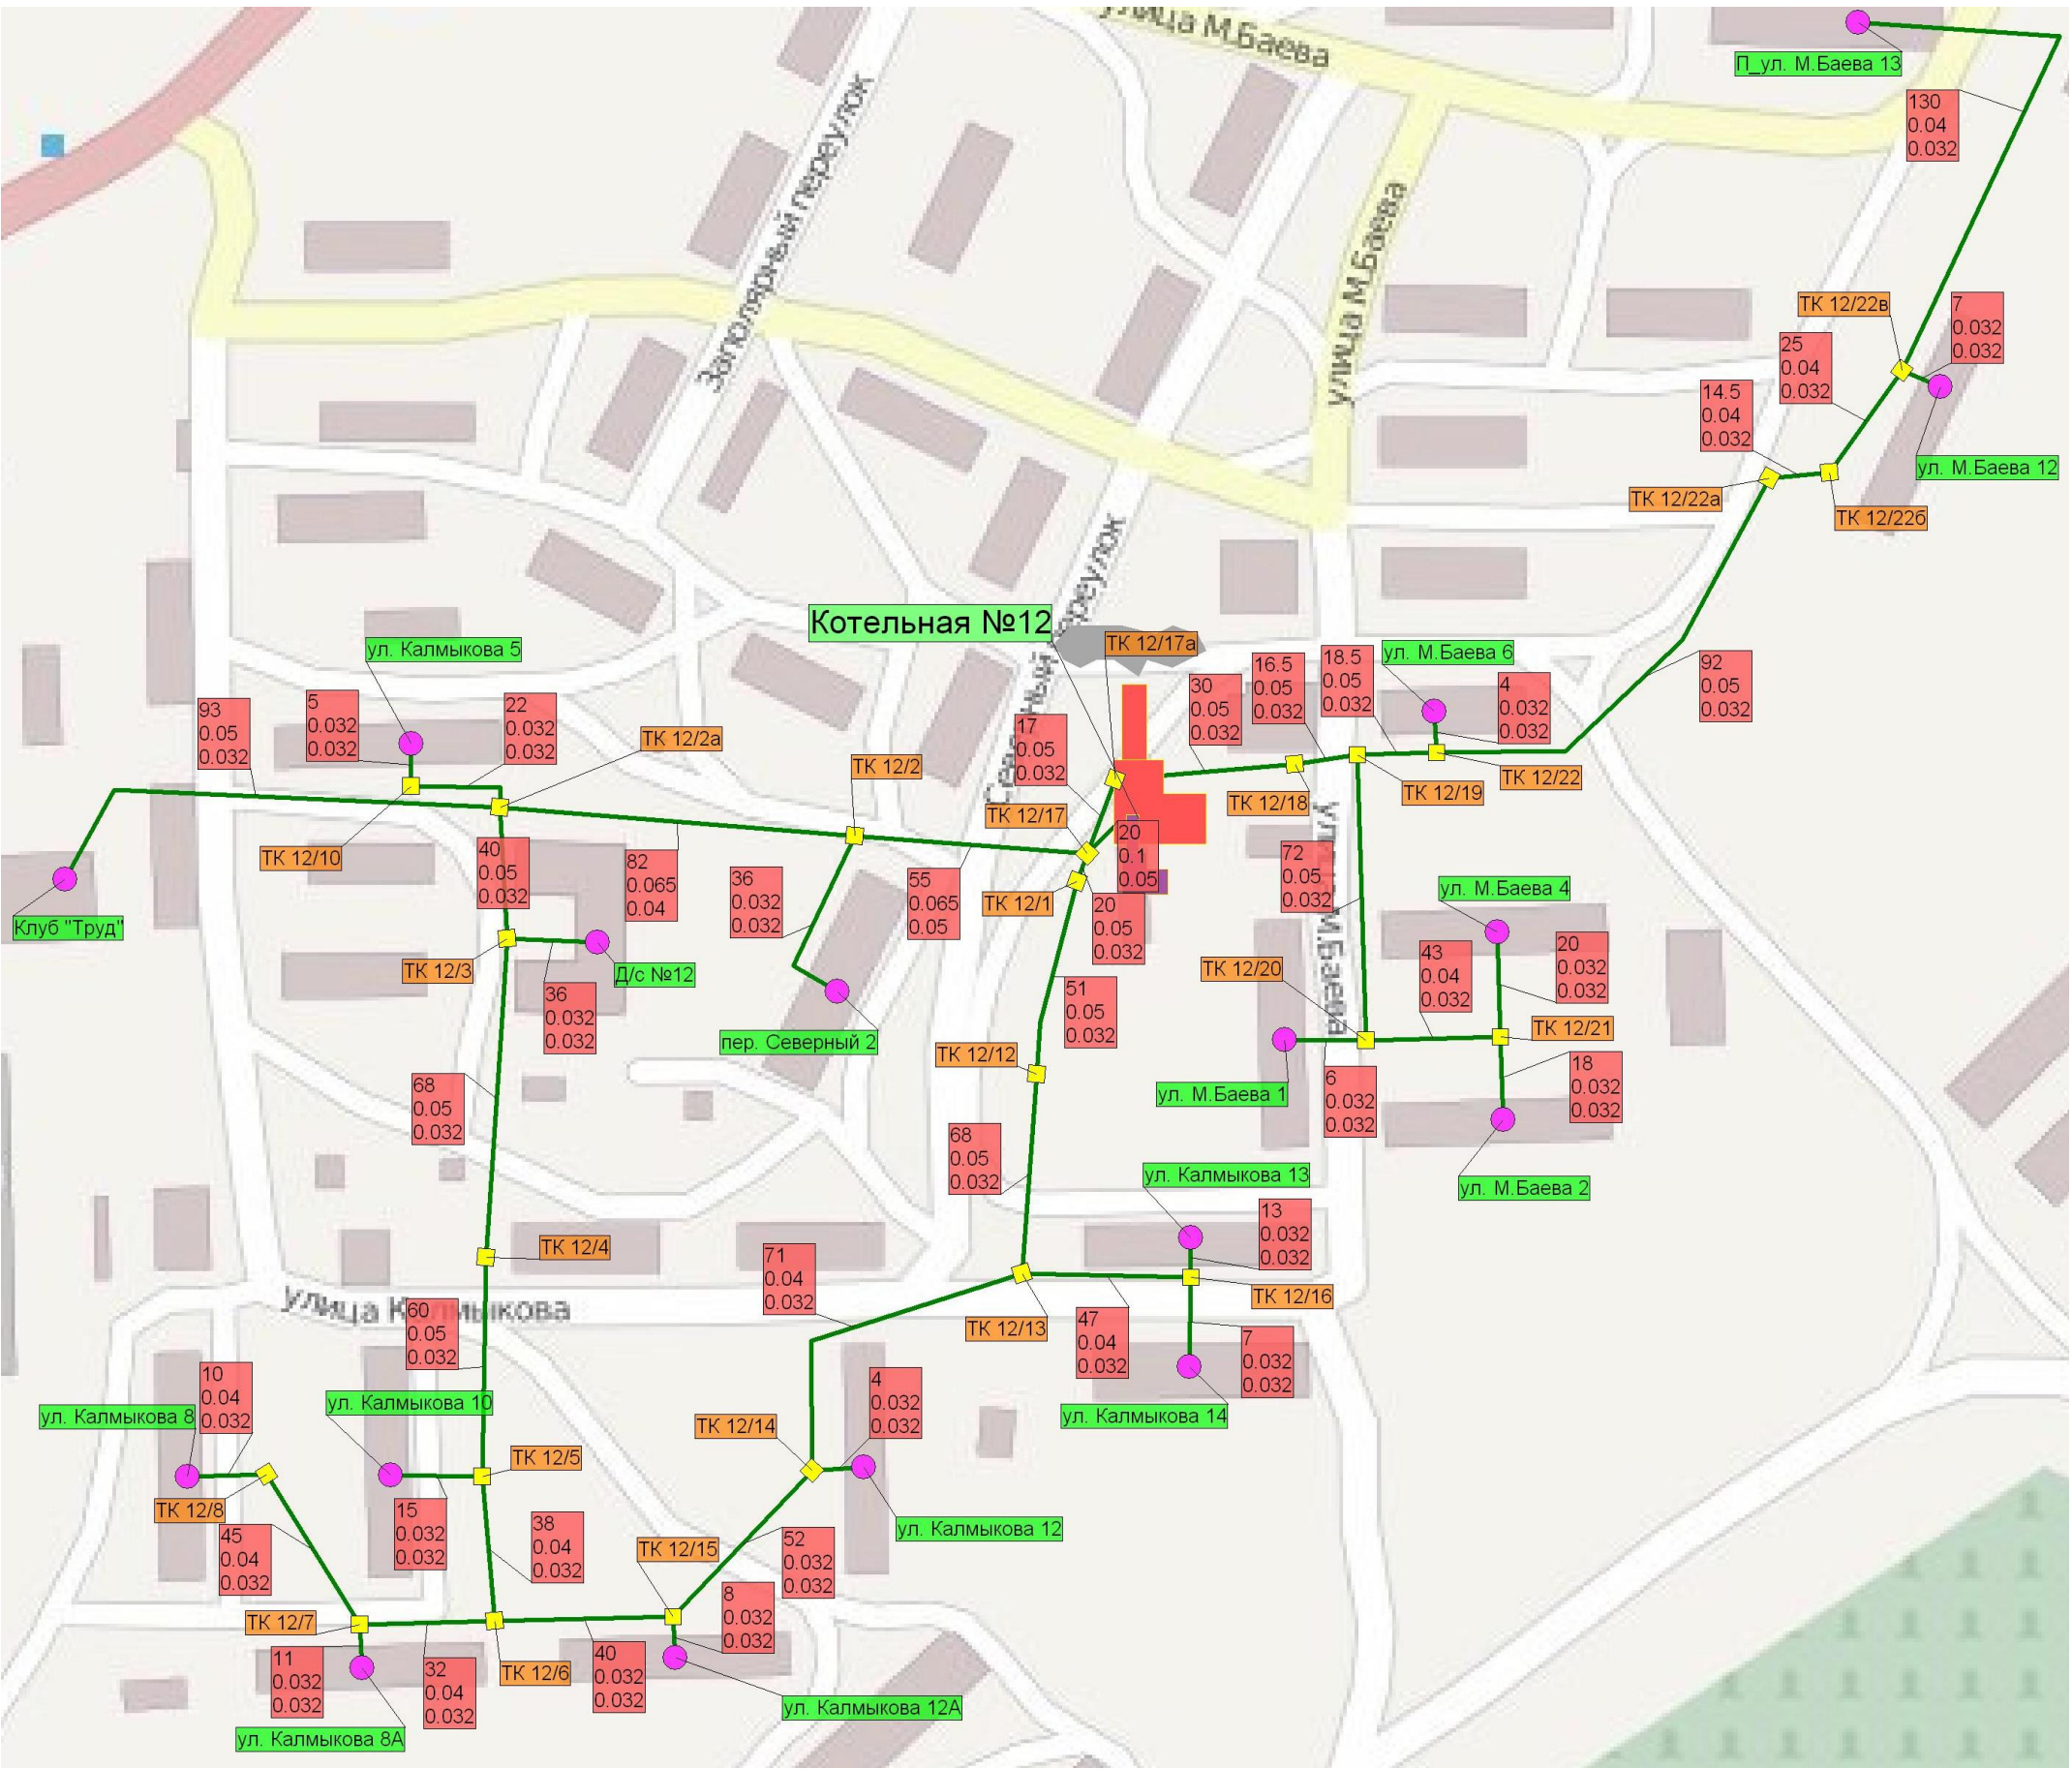 улица М.Баева
П_ул. М.Баева 13
130
0.04
0.032
Заполярный переулок
улица М.Баева
ТК 12/22в
7
0.032
0.032
25
0.04
0.032
14.5
0.04
0.032
ул. М.Баева 12
ТК 12/22а
ТК 12/22б
Котельная №12
Северный переулок
ТК 12/17а
ул. Калмыкова 5
ул. М.Баева 6
16.5
0.05
0.032
18.5
0.05
0.032
92
0.05
0.032
30
0.05
0.032
4
0.032
0.032
93
0.05
0.032
5
0.032
0.032
22
0.032
0.032
ТК 12/2а
17
0.05
0.032
ТК 12/2
ТК 12/22
ТК 12/19
ТК 12/18
ТК 12/17
ТК 12/10
40
0.05
0.032
82
0.065
0.04
36
0.032
0.032
55
0.065
0.05
20
0.1
0.05
ТК 12/1
20
0.05
0.032
72
0.05
0.032
улица М.Баева
ул. М.Баева 4
Клуб "Труд"
ТК 12/3
Д/с №12
36
0.032
0.032
51
0.05
0.032
ТК 12/20
43
0.04
0.032
20
0.032
0.032
ТК 12/21
пер. Северный 2
ТК 12/12
68
0.05
0.032
ул. М.Баева 1
6
0.032
0.032
18
0.032
0.032
68
0.05
0.032
ул. Калмыкова 13
ул. М.Баева 2
13
0.032
0.032
ТК 12/4
71
0.04
0.032
улица Калмыкова
60
0.05
0.032
ТК 12/16
ТК 12/13
47
0.04
0.032
7
0.032
0.032
10
0.04
0.032
4
0.032
0.032
ул. Калмыкова 10
ул. Калмыкова 8
ул. Калмыкова 14
ТК 12/14
ТК 12/5
ТК 12/8
15
0.032
0.032
38
0.04
0.032
ул. Калмыкова 12
45
0.04
0.032
ТК 12/15
52
0.032
0.032
8
0.032
0.032
ТК 12/7
11
0.032
0.032
32
0.04
0.032
ТК 12/6
40
0.032
0.032
ул. Калмыкова 12А
ул. Калмыкова 8А